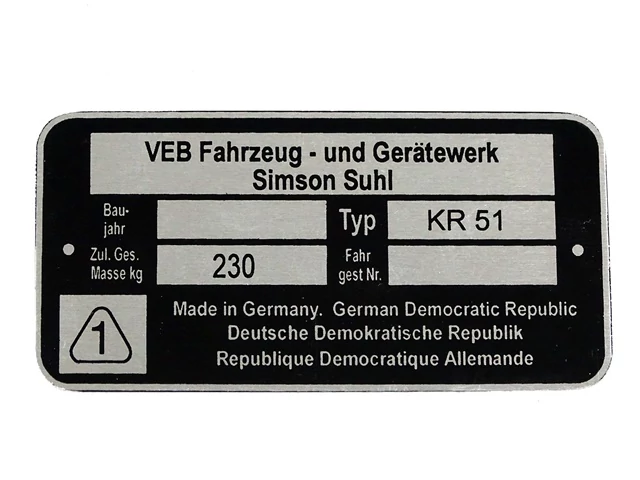 VEB Fahrzeug - und Gerätewerk
Simson Suhl
Bau-
jahr
Typ KR 51
Zul. Ges.
Masse kg
230
Fahr
gest Nr.
1
Made in Germany. German Democratic Republic
Deutsche Demokratische Republik
Republique Democratique Allemande